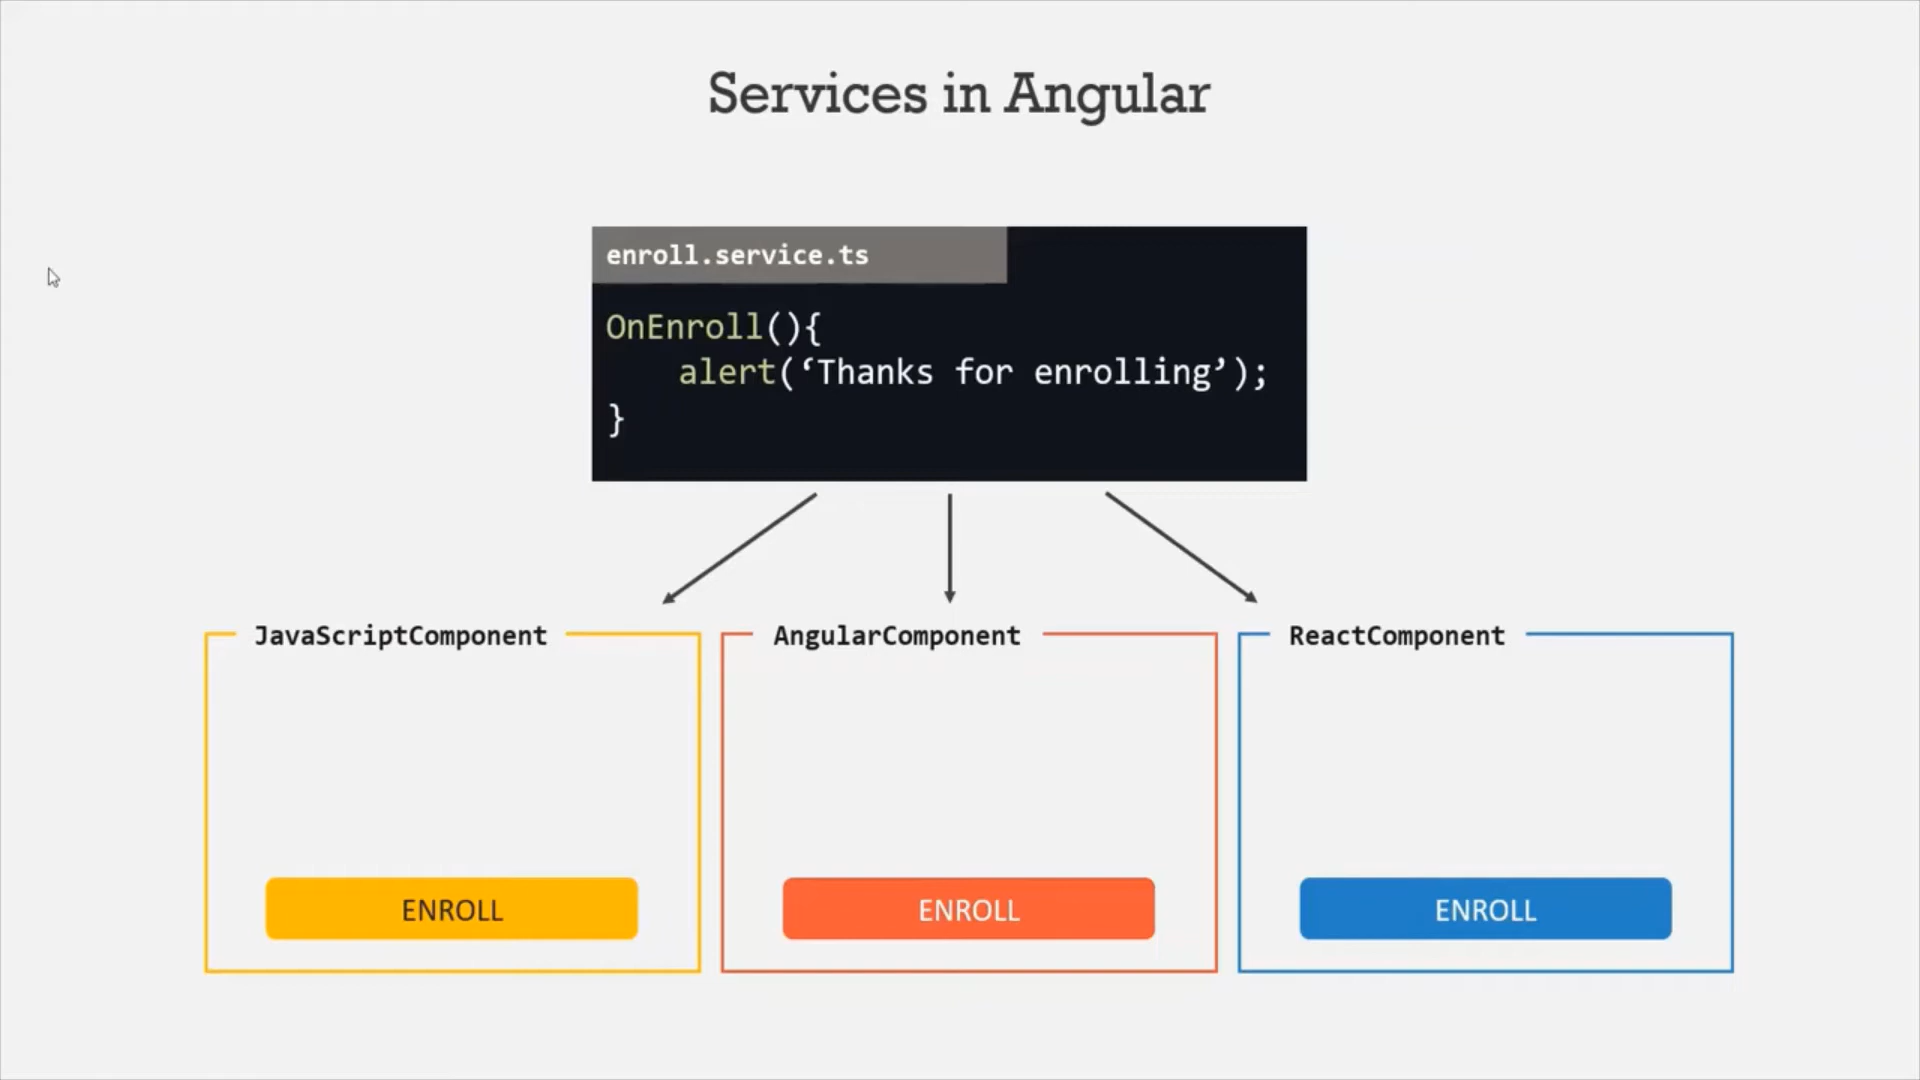 Services in Angular
enroll.service.ts
OnEnroll(){
alert(‘Thanks for enrolling’);
}
JavaScriptComponent
AngularComponent
ReactComponent
ENROLL
ENROLL
ENROLL